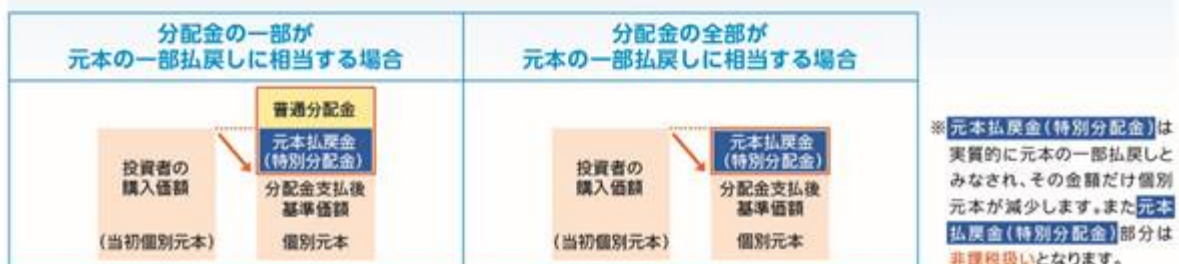 分配金の一部が
元本の一部払戻しに相当する場合
分配金の全部が
元本の一部払戻しに相当する場合
普通分配金
元本払戻金
(特別分配金)
投資者の
購入価額
分配金支払後
基準価額
(当初個別元本)
個別元本
元本払戻金
(特別分配金)
投資者の
購入価額
分配金支払後
基準価額
(当初個別元本)
個別元本
※元本払戻金(特別分配金)は
実質的に元本の一部払戻しと
みなされ、その金額だけ個別
元本が減少します。また元本
払戻金(特別分配金)部分は
非課税扱いとなります。